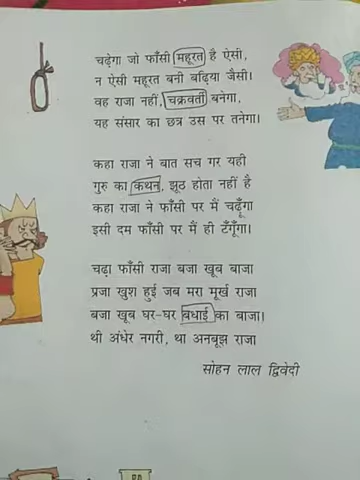 चढ़ेगा जो फाँसी महूरत है ऐसी,
न ऐसी महूरत बनी बढ़िया जैसी।
वह राजा नहीं, चक्रवर्ती बनेगा,
यह संसार का छत्र उस पर तनेगा।
कहा राजा ने बात सच गर यही
गुरु का कथन, झूठ होता नहीं है
कहा राजा ने फाँसी पर मैं चढ़ूँगा
इसी दम फाँसी पर मैं ही टँगूँगा।
चढ़ा फाँसी राजा बजा खूब बाजा
प्रजा खुश हुई जब मरा मूर्ख राजा
बजा खूब घर-घर बधाई का बाजा।
थी अंधेर नगरी, था अनबूझ राजा
सोहन लाल द्विवेदी